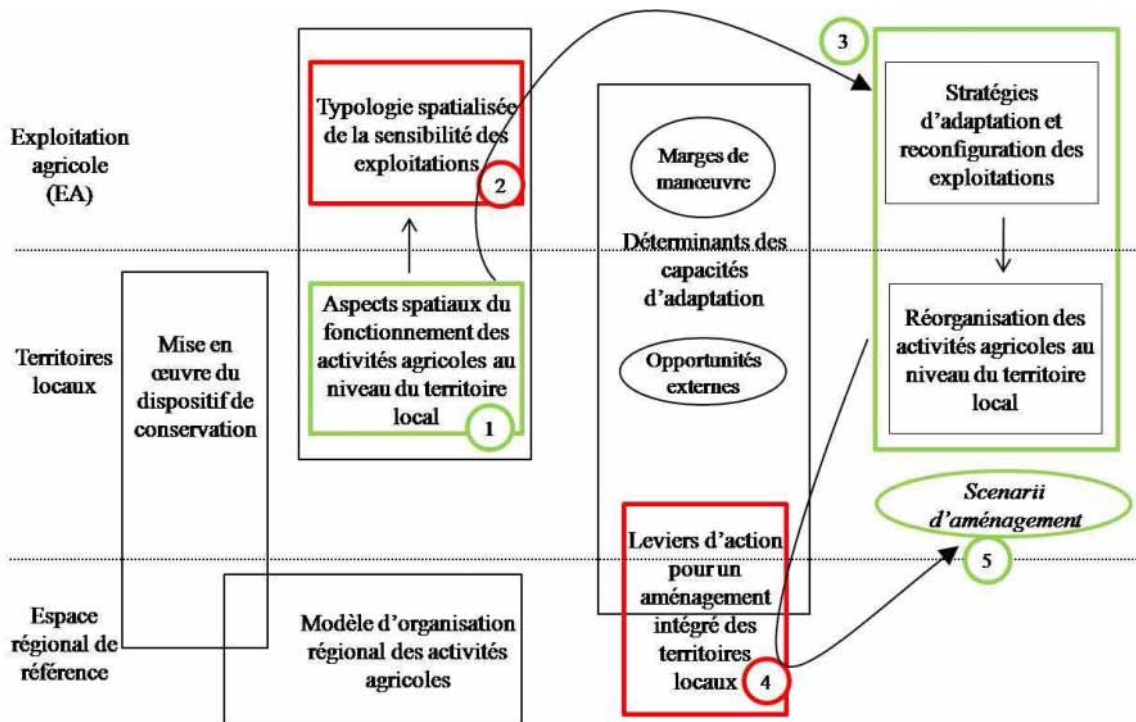 Exploitation
agricole
(EA)
Territoires
locaux
Espace
régional de
référence
Mise en
œuvre du
dispositif de
conservation
Typologie spatialisée
de la sensibilité des
exploitations
2
Aspects spatiaux du
fonctionnement des
activités agricoles au
niveau du territoire
local
1
Modèle d'organisation
régional des activités
agricoles
Marges de
manœuvre
Déterminants des
capacités
d'adaptation
Opportunités
externes
Leviers d'action
pour un
aménagement
intégré des
territoires
locaux
4
3
Stratégies
d'adaptation et
reconfiguration des
exploitations
Réorganisation des
activités agricoles au
niveau du territoire
local
Scenarii
d'aménagement
5